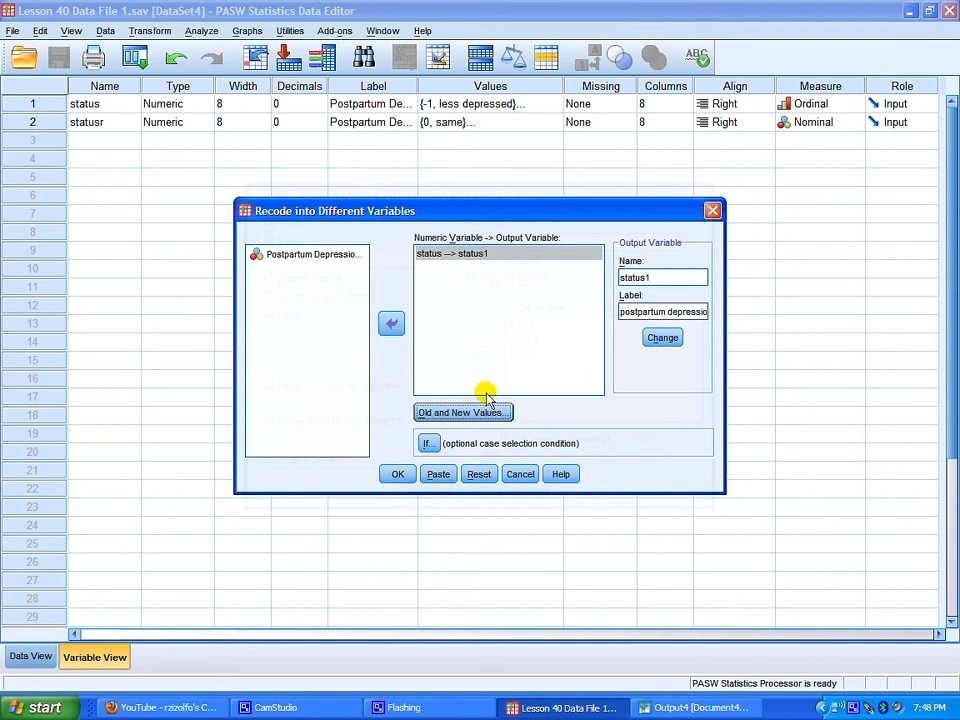 Lesson 40 Data File 1.sav [DataSet4] - PASW Statistics Data Editor
File Edit View Data Transform Analyze Graphs Utilities Add-ons Window Help
Name Type Width Decimals Label Values Missing Columns Align Measure Role
1 status Numeric 8 0 Postpartum De... {-1, less depressed}... None 8 Right Ordinal Input
2 statusr Numeric 8 0 Postpartum De... {0, same}... None 8 Right Nominal Input
3
4
5
6
7
8
9
10
11
12
13
14
15
16
17
18
19
20
21
22
23
24
25
26
27
28
29
Recode into Different Variables
Postpartum Depressio...
Numeric Variable -> Output Variable:
status --> status1
Output Variable
Name:
status1
Label:
postpartum depressio
Change
Old and New Values...
If... (optional case selection condition)
OK Paste Reset Cancel Help
Data View Variable View
PASW Statistics Processor is ready
start YouTube - rzizolfo's C... CamStudio Flashing Lesson 40 Data File 1... Output4 [Document4... 7:48 PM